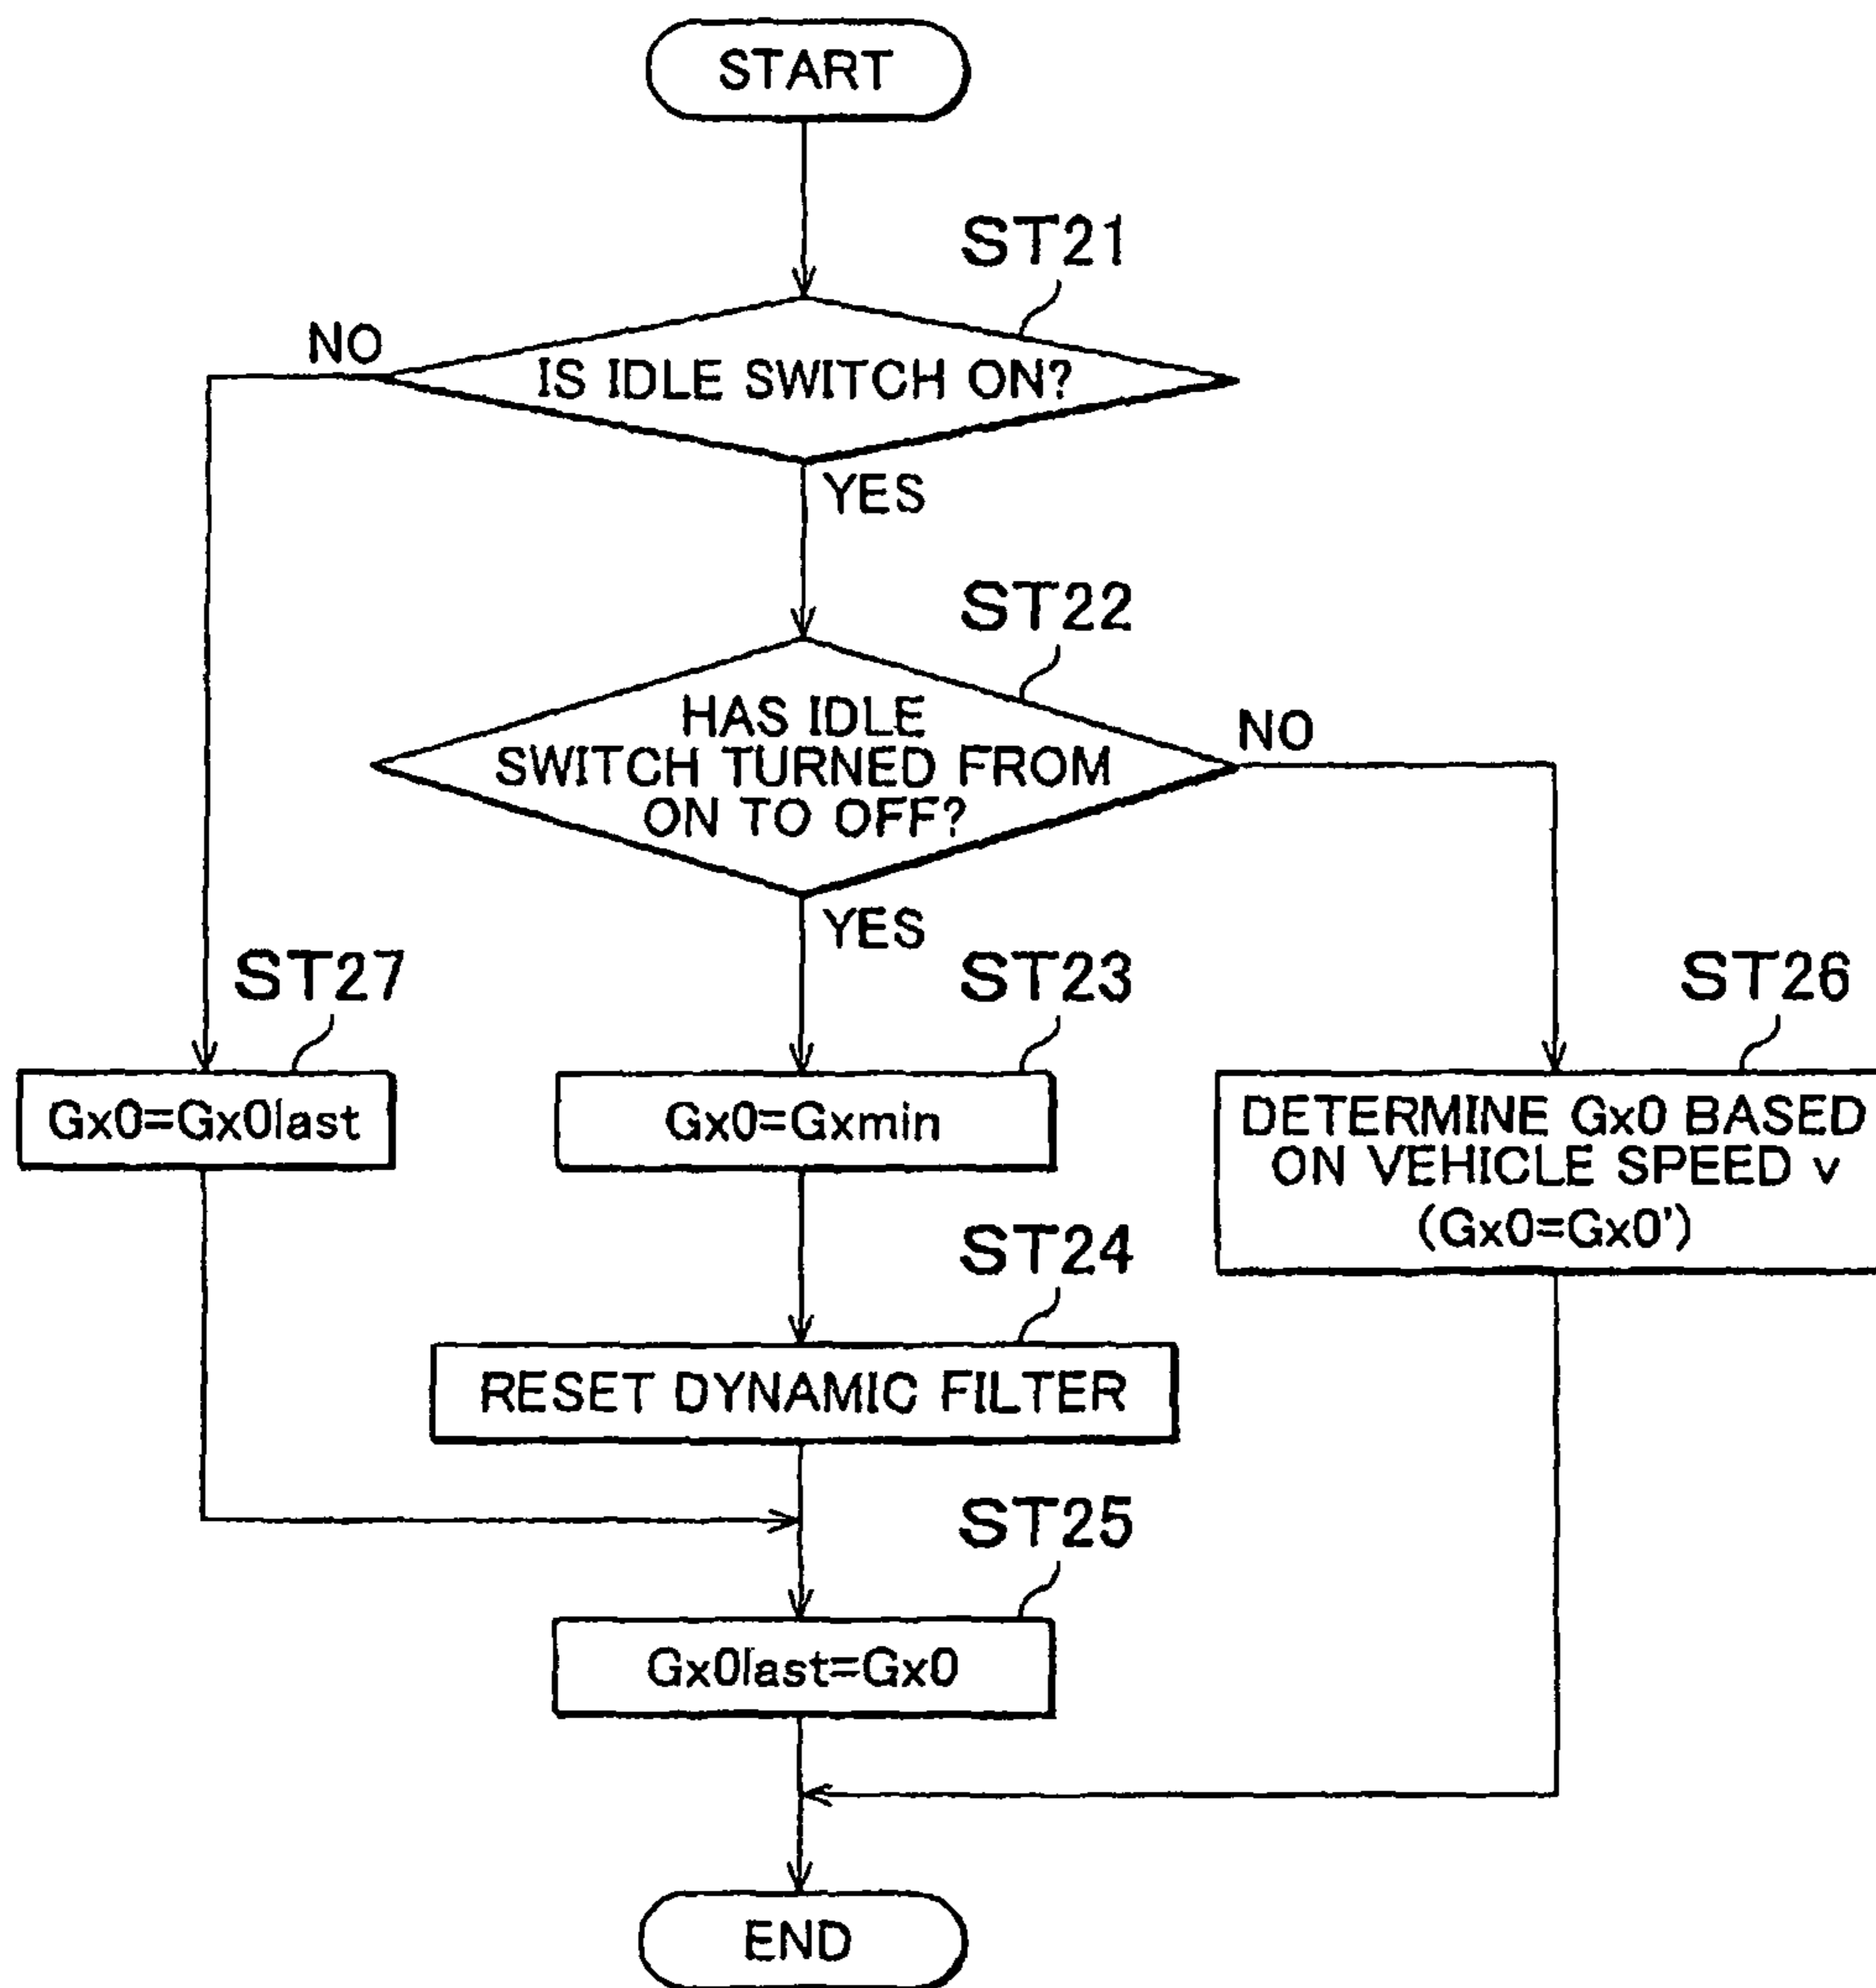 START
ST21
NO
IS IDLE SWITCH ON?
YES
ST22
HAS IDLE
SWITCH TURNED FROM
ON TO OFF?
NO
YES
ST27
ST23
ST26
Gx0=Gx0last
Gx0=Gxmin
DETERMINE Gx0 BASED
ON VEHICLE SPEED v
(Gx0=Gx0')
ST24
RESET DYNAMIC FILTER
ST25
Gx0last=Gx0
END